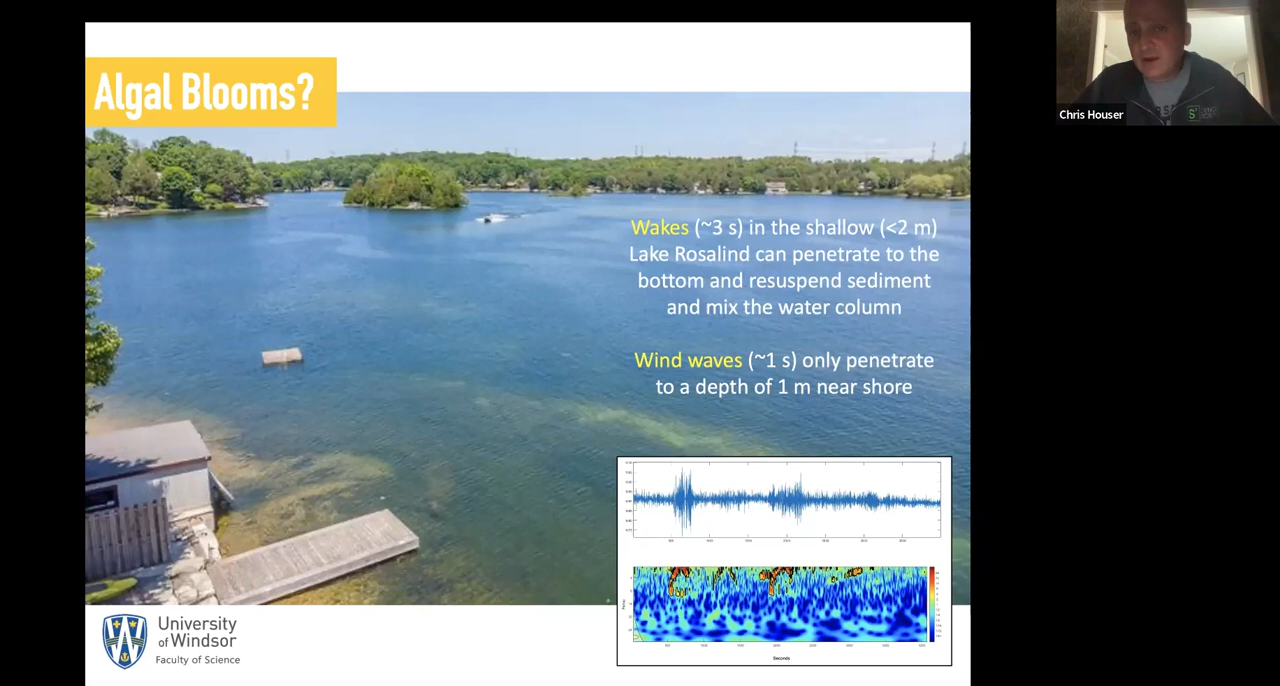 Algal Blooms?
Chris Houser
Wakes (~3 s) in the shallow (<2 m)
Lake Rosalind can penetrate to the
bottom and resuspend sediment
and mix the water column
Wind waves (~1 s) only penetrate
to a depth of 1 m near shore
Seconds
University
of Windsor
Faculty of Science